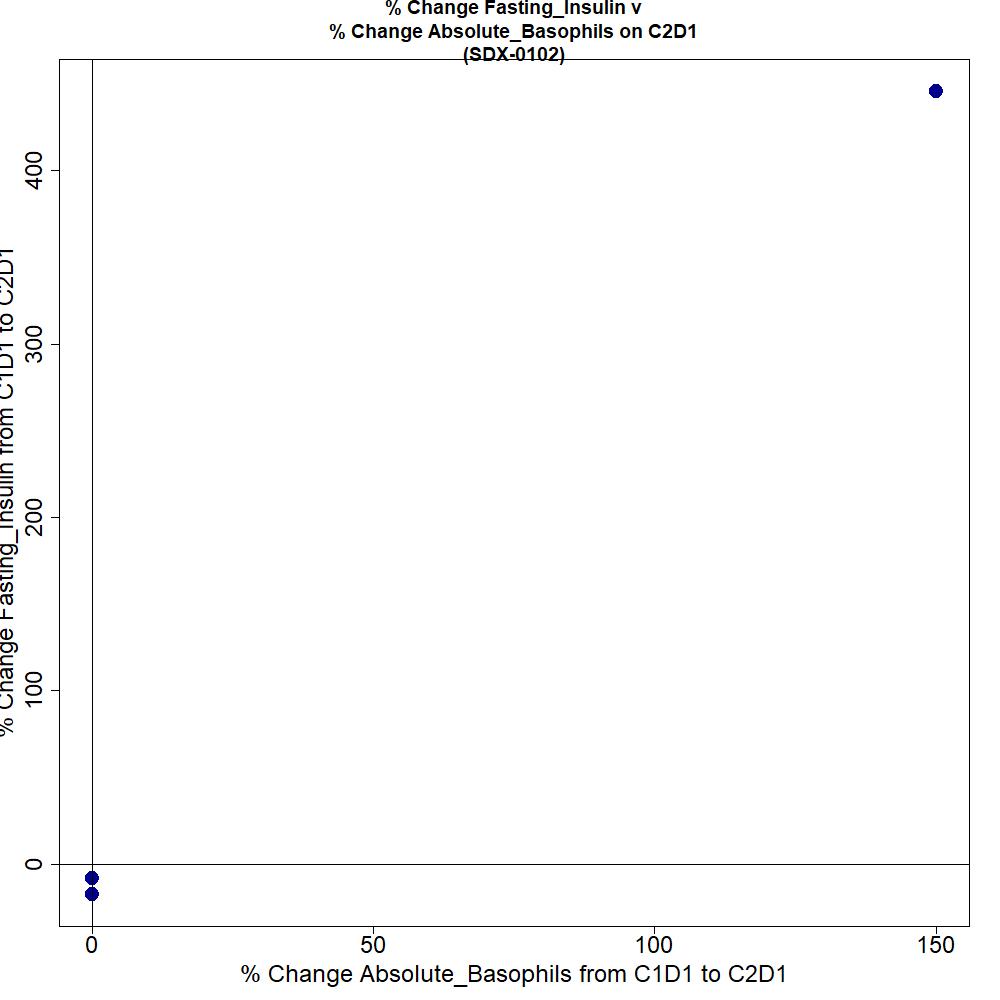 % Change Fasting_Insulin v
% Change Absolute_Basophils on C2D1
(SDX-0102)
% Change Fasting_Insulin from C1D1 to C2D1
400
300
200
100
0
0
50
100
150
% Change Absolute_Basophils from C1D1 to C2D1